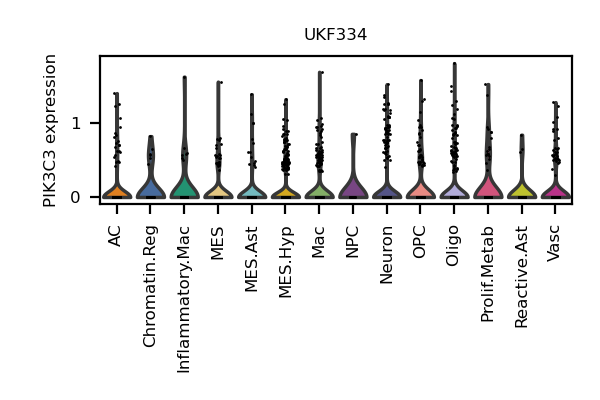 UKF334
PIK3C3 expression
1
0
AC
Chromatin.Reg
Inflammatory.Mac
MES
MES.Ast
MES.Hyp
Mac
NPC
Neuron
OPC
Oligo
Prolif.Metab
Reactive.Ast
Vasc